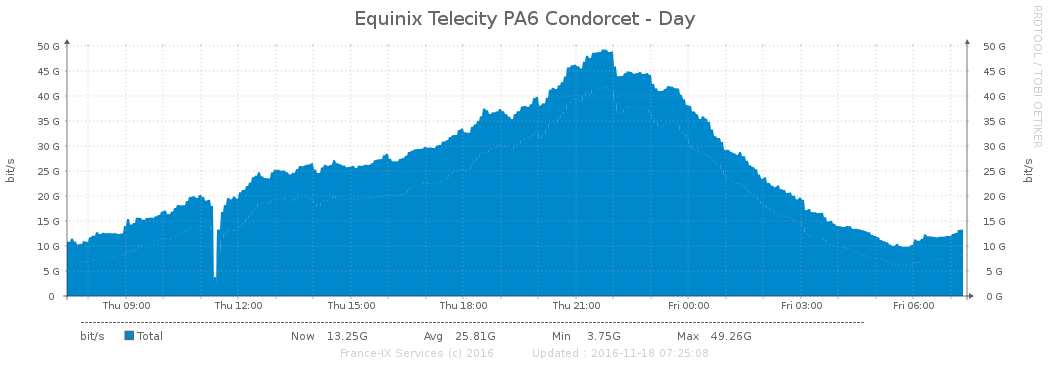 Equinix Telecity PA6 Condorcet - Day
RRDTOOL / TOBI OETIKER
bit/s
bit/s
50 G 50 G
45 G 45 G
40 G 40 G
35 G 35 G
30 G 30 G
25 G 25 G
20 G 20 G
15 G 15 G
10 G 10 G
5 G 5 G
0 0 G
Thu 09:00 Thu 12:00 Thu 15:00 Thu 18:00 Thu 21:00 Fri 00:00 Fri 03:00 Fri 06:00
bit/s Total Now 13.25G Avg 25.81G Min 3.75G Max 49.26G
France-IX Services (c) 2016 Updated : 2016-11-18 07:25:08